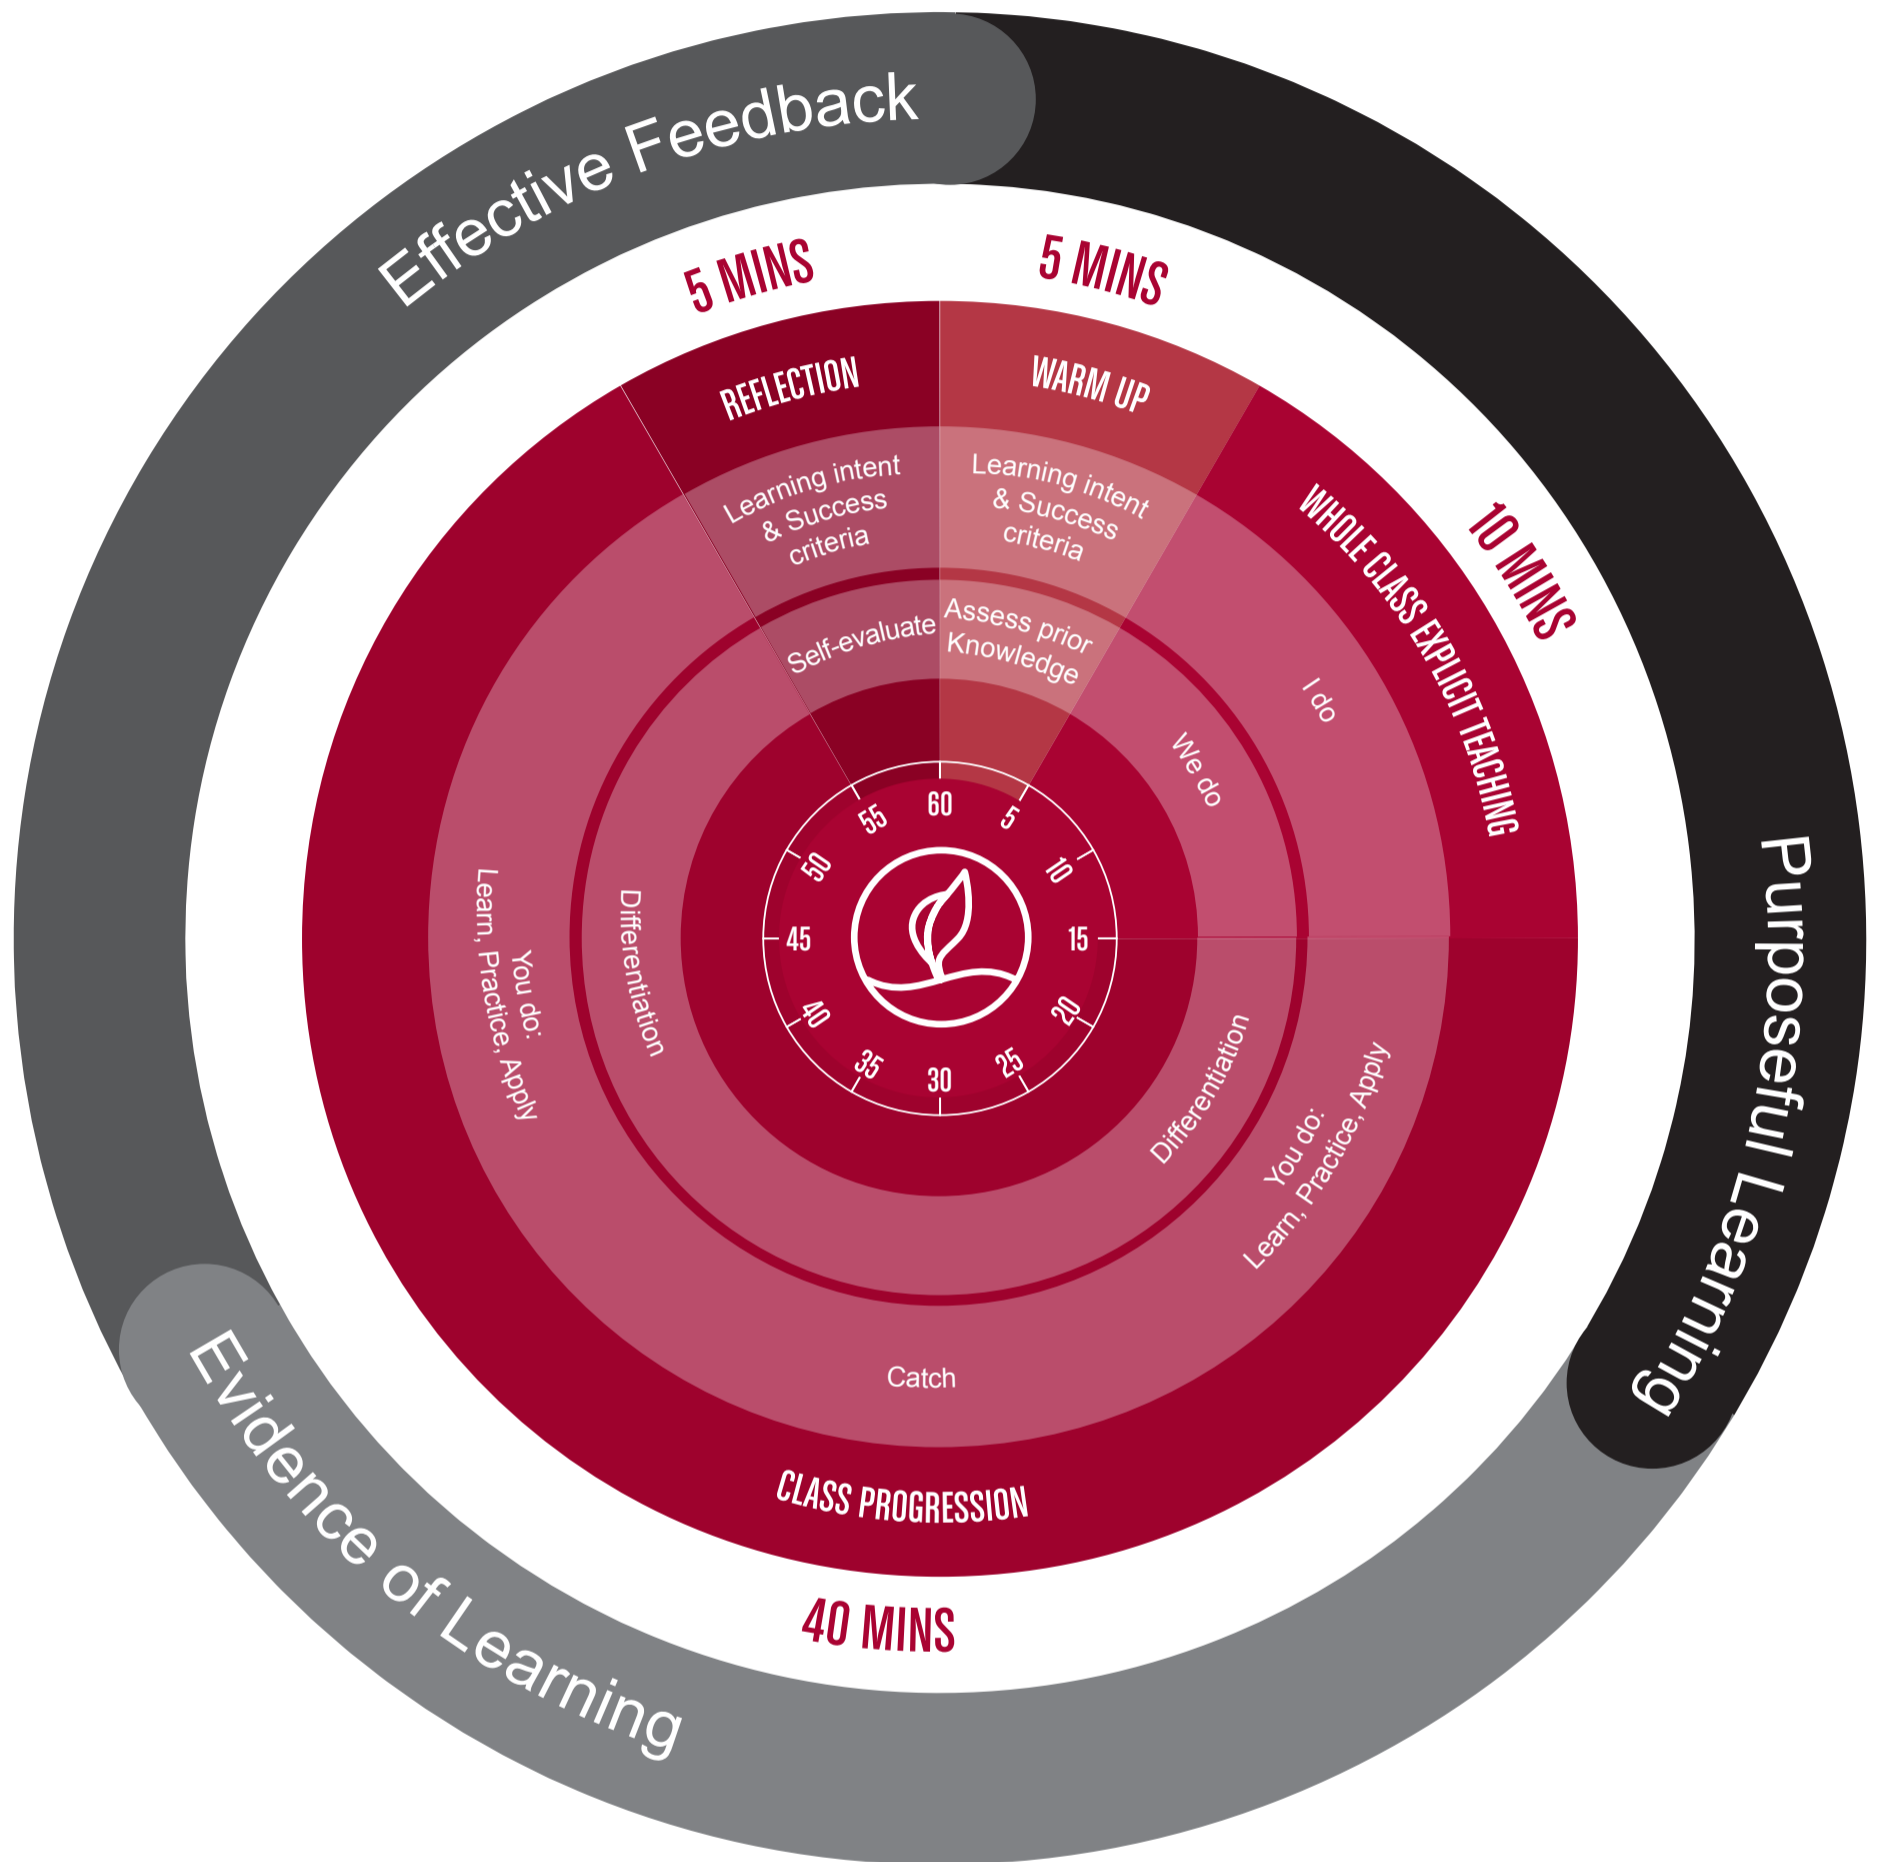 Effective Feedback
Purposeful Learning
Evidence of Learning
5 MINS
5 MINS
10 MINS
40 MINS
REFLECTION
Learning intent
& Success
criteria
Self-evaluate
WARM UP
Learning intent
& Success
criteria
Assess prior
Knowledge
WHOLE CLASS EXPLICIT TEACHING
I do
We do
You do:
Learn, Practice, Apply
Differentiation
Catch
CLASS PROGRESSION
You do:
Learn, Practice, Apply
Differentiation
60
5
10
15
20
25
30
35
40
45
50
55